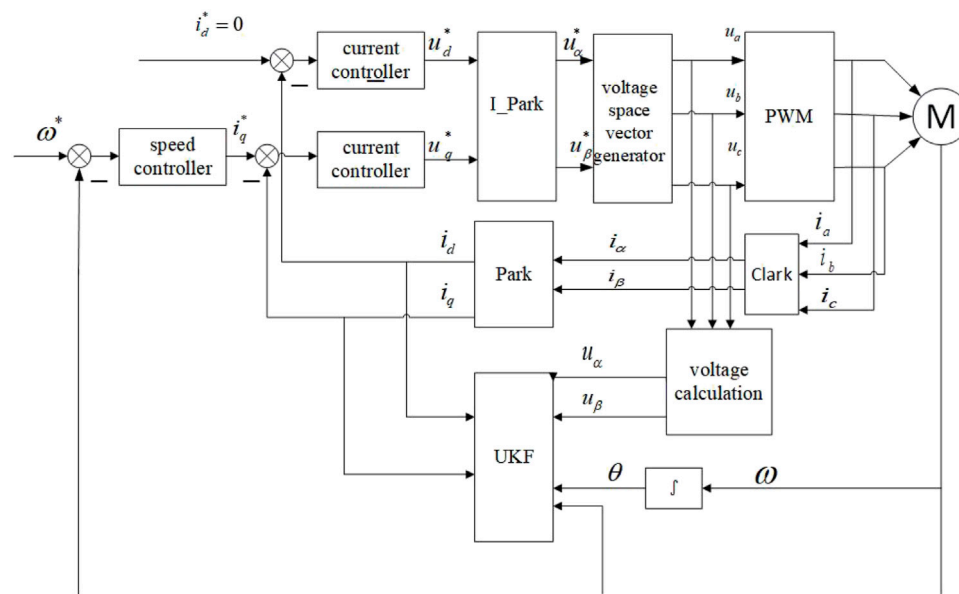 i_d^* = 0
current
controller
u_d^*
I_Park
u_α^*
voltage
space
vector
generator
u_a
u_b
u_c
PWM
M
ω^*
speed
controller
i_q^*
current
controller
u_q^*
u_β^*
i_d
i_q
Park
i_α
i_β
Clark
i_a
i_b
i_c
u_α
u_β
voltage
calculation
UKF
θ
∫
ω